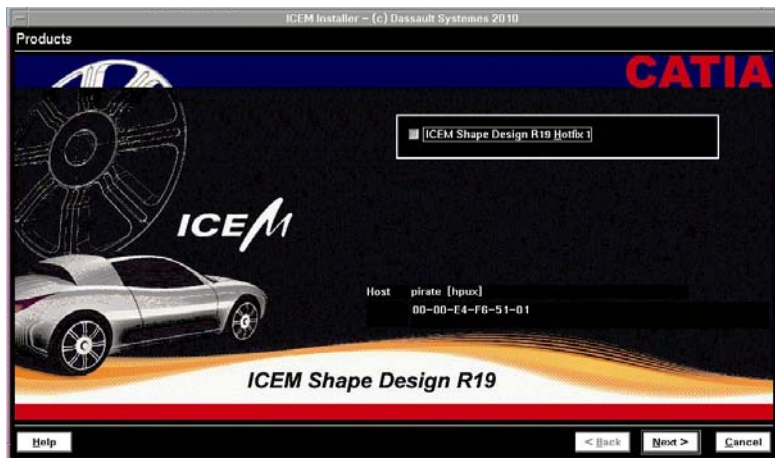 ICEM Installer – (c) Dassault Systemes 2010
Products
CATIA
ICEM Shape Design R19 Hotfix 1
ICEM
Host pirate [hpux]
00-00-E4-F6-51-01
ICEM Shape Design R19
Help < Back Next > Cancel